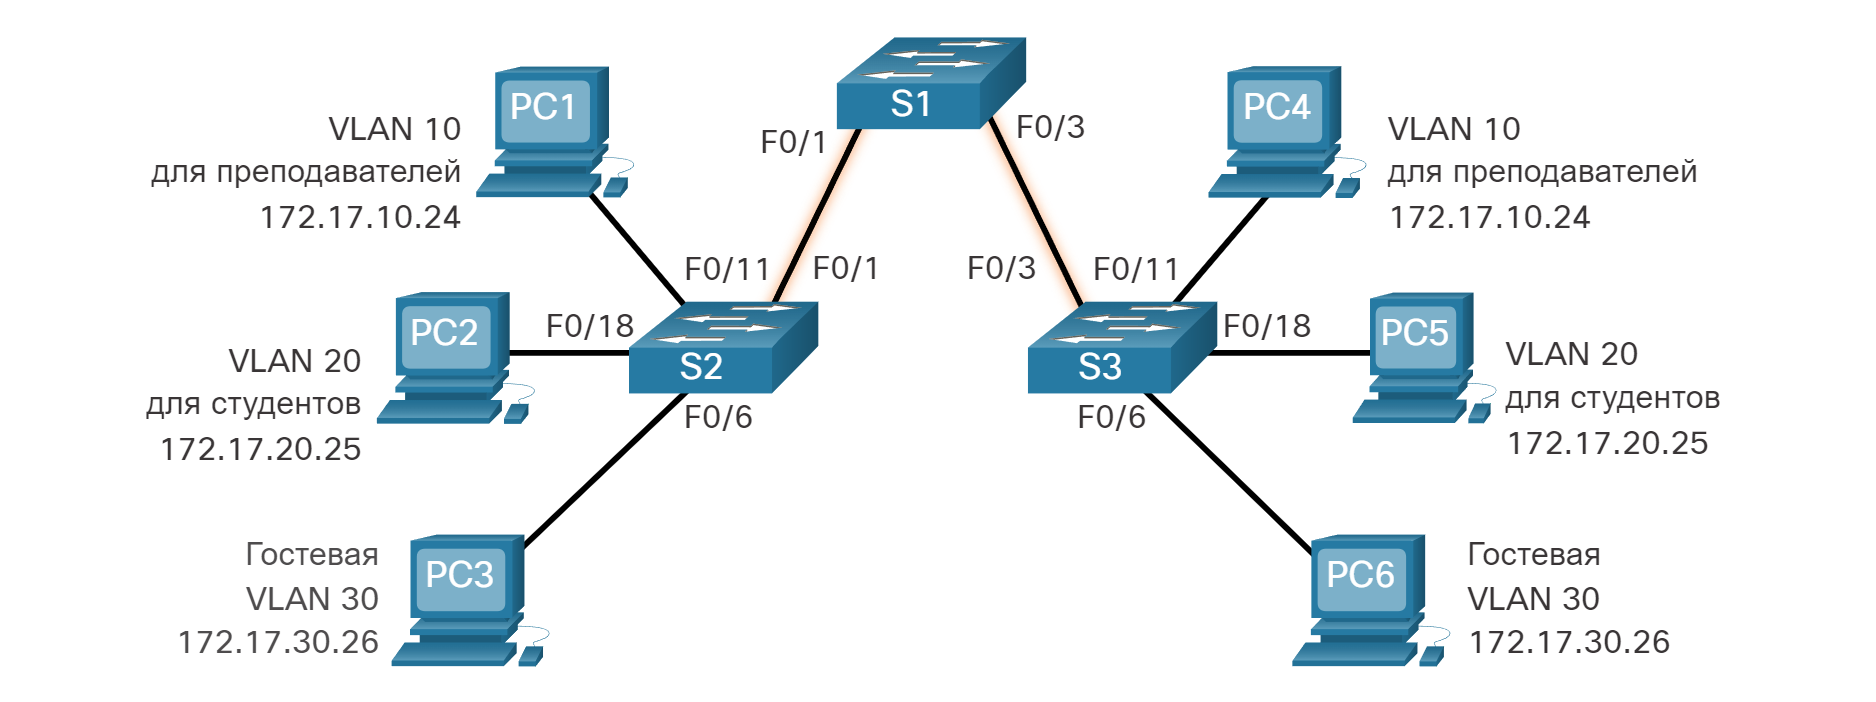 PC1
VLAN 10
для преподавателей
172.17.10.24
S1
F0/1
F0/3
PC4
VLAN 10
для преподавателей
172.17.10.24
F0/11
F0/1
F0/3
F0/11
PC2
VLAN 20
для студентов
172.17.20.25
F0/18
S2
F0/6
S3
F0/18
F0/6
PC5
VLAN 20
для студентов
172.17.20.25
Гостевая
VLAN 30
172.17.30.26
PC3
PC6
Гостевая
VLAN 30
172.17.30.26